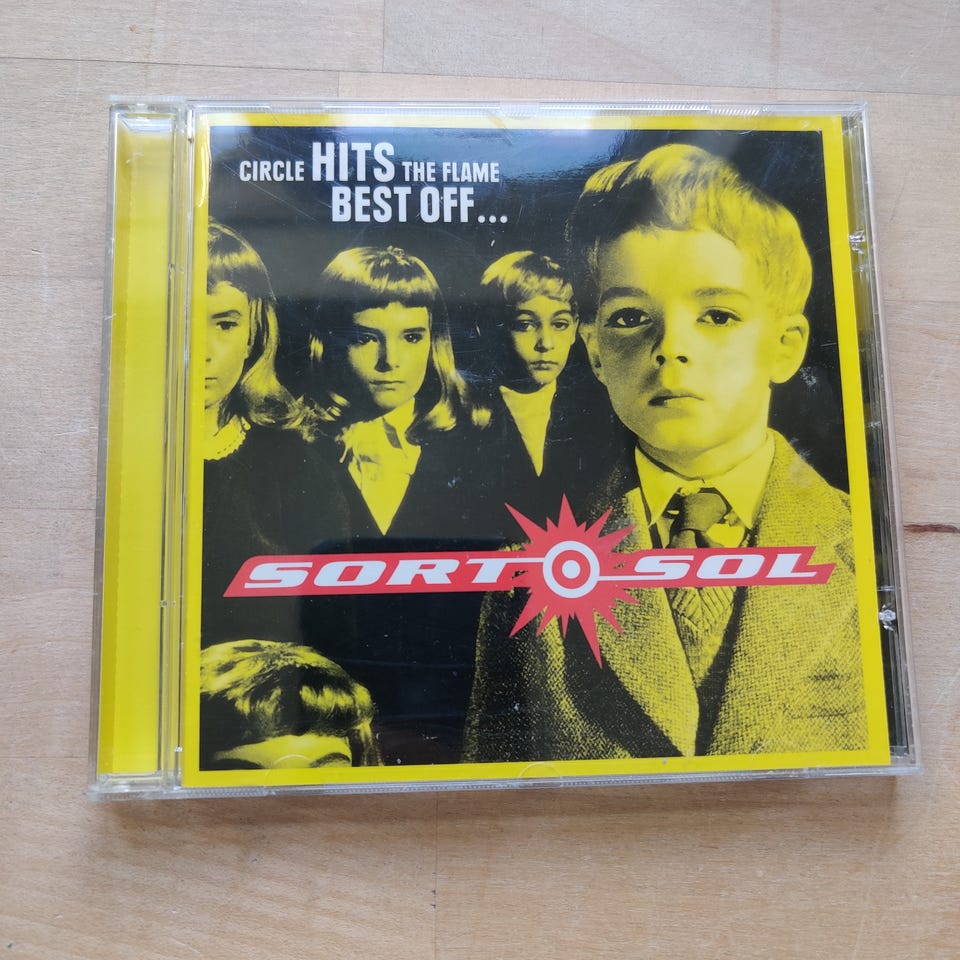 CIRCLE HITS THE FLAME
BEST OFF...
SORT SOL